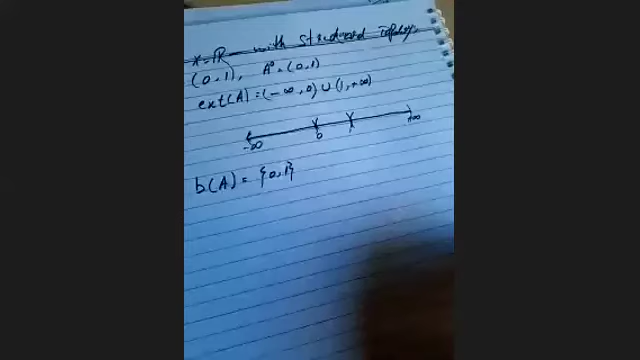 X=R with standard Topology.
(0,1), A° = (0,1)
ext(A) = (-∞,0) ∪ (1,+∞)
-∞ 0 1 +∞
b(A) = {0,1}